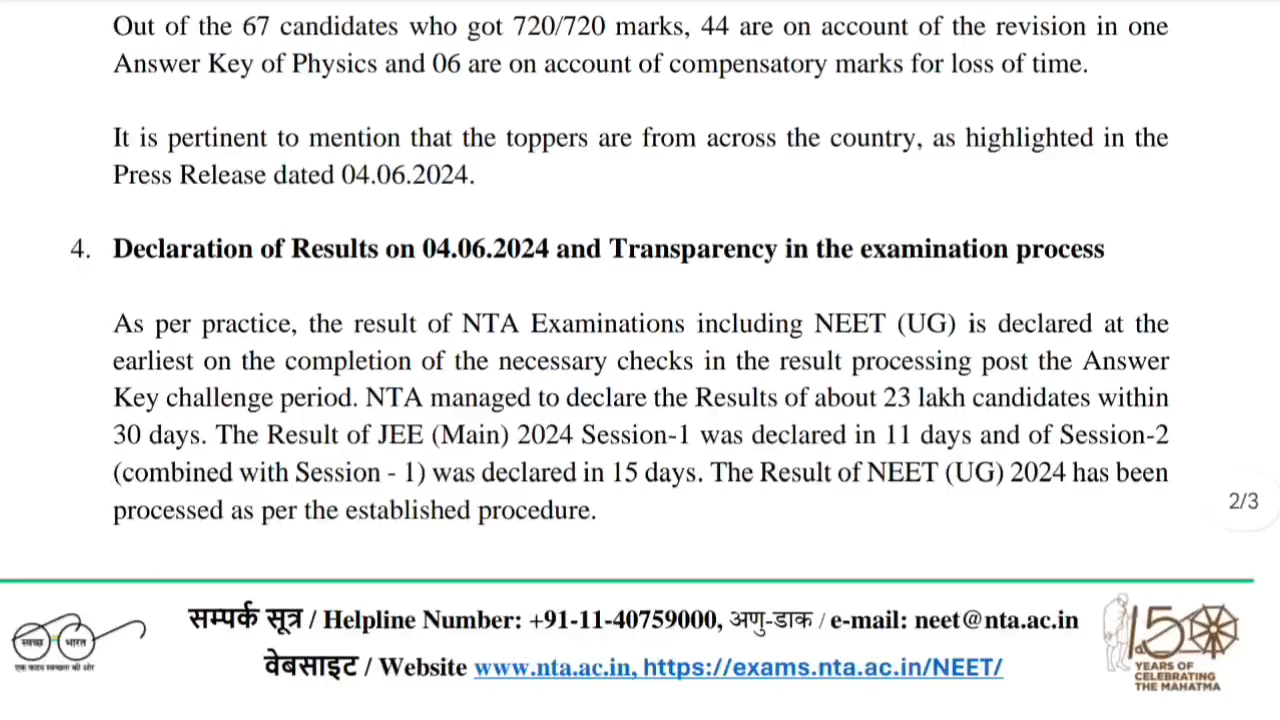 Out of the 67 candidates who got 720/720 marks, 44 are on account of the revision in one
Answer Key of Physics and 06 are on account of compensatory marks for loss of time.
It is pertinent to mention that the toppers are from across the country, as highlighted in the
Press Release dated 04.06.2024.
4. Declaration of Results on 04.06.2024 and Transparency in the examination process
As per practice, the result of NTA Examinations including NEET (UG) is declared at the
earliest on the completion of the necessary checks in the result processing post the Answer
Key challenge period. NTA managed to declare the Results of about 23 lakh candidates within
30 days. The Result of JEE (Main) 2024 Session-1 was declared in 11 days and of Session-2
(combined with Session - 1) was declared in 15 days. The Result of NEET (UG) 2024 has been
processed as per the established procedure.
2/3
स्वच्छ भारत
एक कदम स्वच्छता की ओर
सम्पर्क सूत्र / Helpline Number: +91-11-40759000, अणु-डाक / e-mail: neet@nta.ac.in
वेबसाइट / Website www.nta.ac.in, https://exams.nta.ac.in/NEET/
150
YEARS OF
CELEBRATING
THE MAHATMA